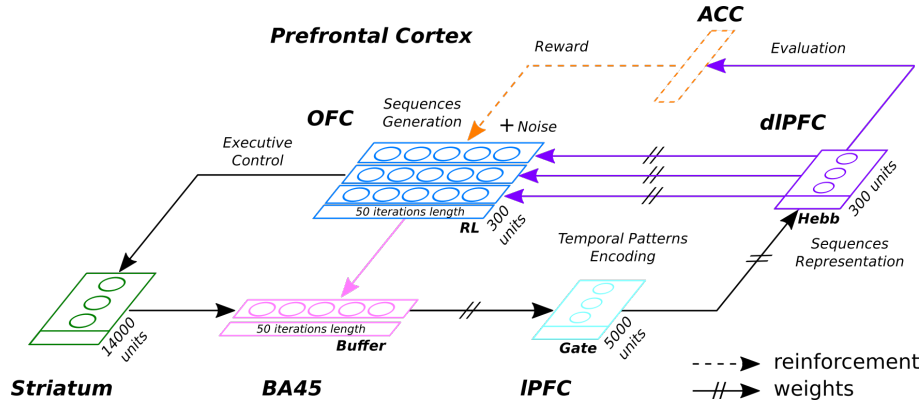 ACC
Prefrontal Cortex
Reward
Evaluation
Sequences
Generation
+ Noise
OFC
dlPFC
Executive
Control
50 iterations length
RL
300
units
Hebb
300 units
Temporal Patterns
Encoding
Sequences
Representation
14000
units
50 iterations length
Buffer
Gate
5000
units
reinforcement
weights
Striatum
BA45
lPFC